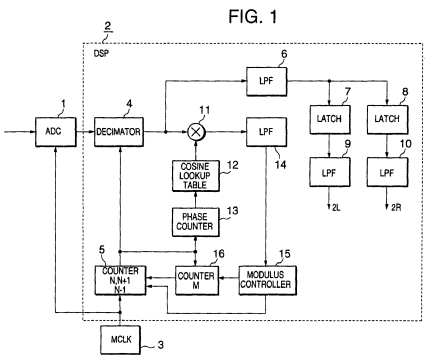 FIG. 1
2
DSP
6
LPF
1
ADC
4
DECIMATOR
11
LPF
14
7
LATCH
8
LATCH
9
LPF
10
LPF
2L
2R
12
COSINE
LOOKUP
TABLE
13
PHASE
COUNTER
5
COUNTER
N,N+1
N-1
16
COUNTER
M
15
MODULUS
CONTROLLER
MCLK
3